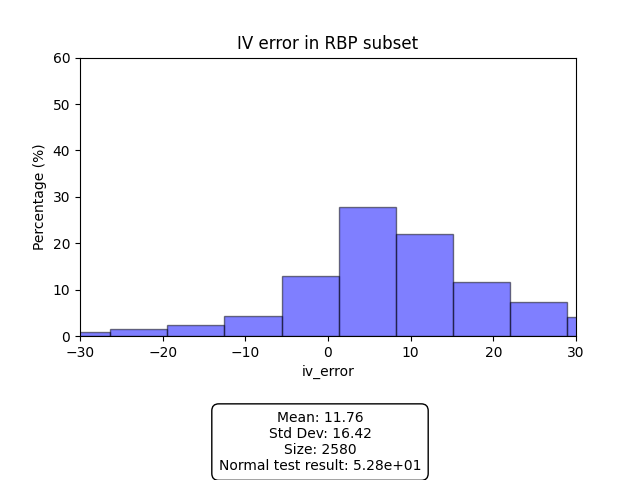 IV error in RBP subset
60
50
40
30
20
10
0
Percentage (%)
−30
−20
−10
0
10
20
30
iv_error
Mean: 11.76
Std Dev: 16.42
Size: 2580
Normal test result: 5.28e+01